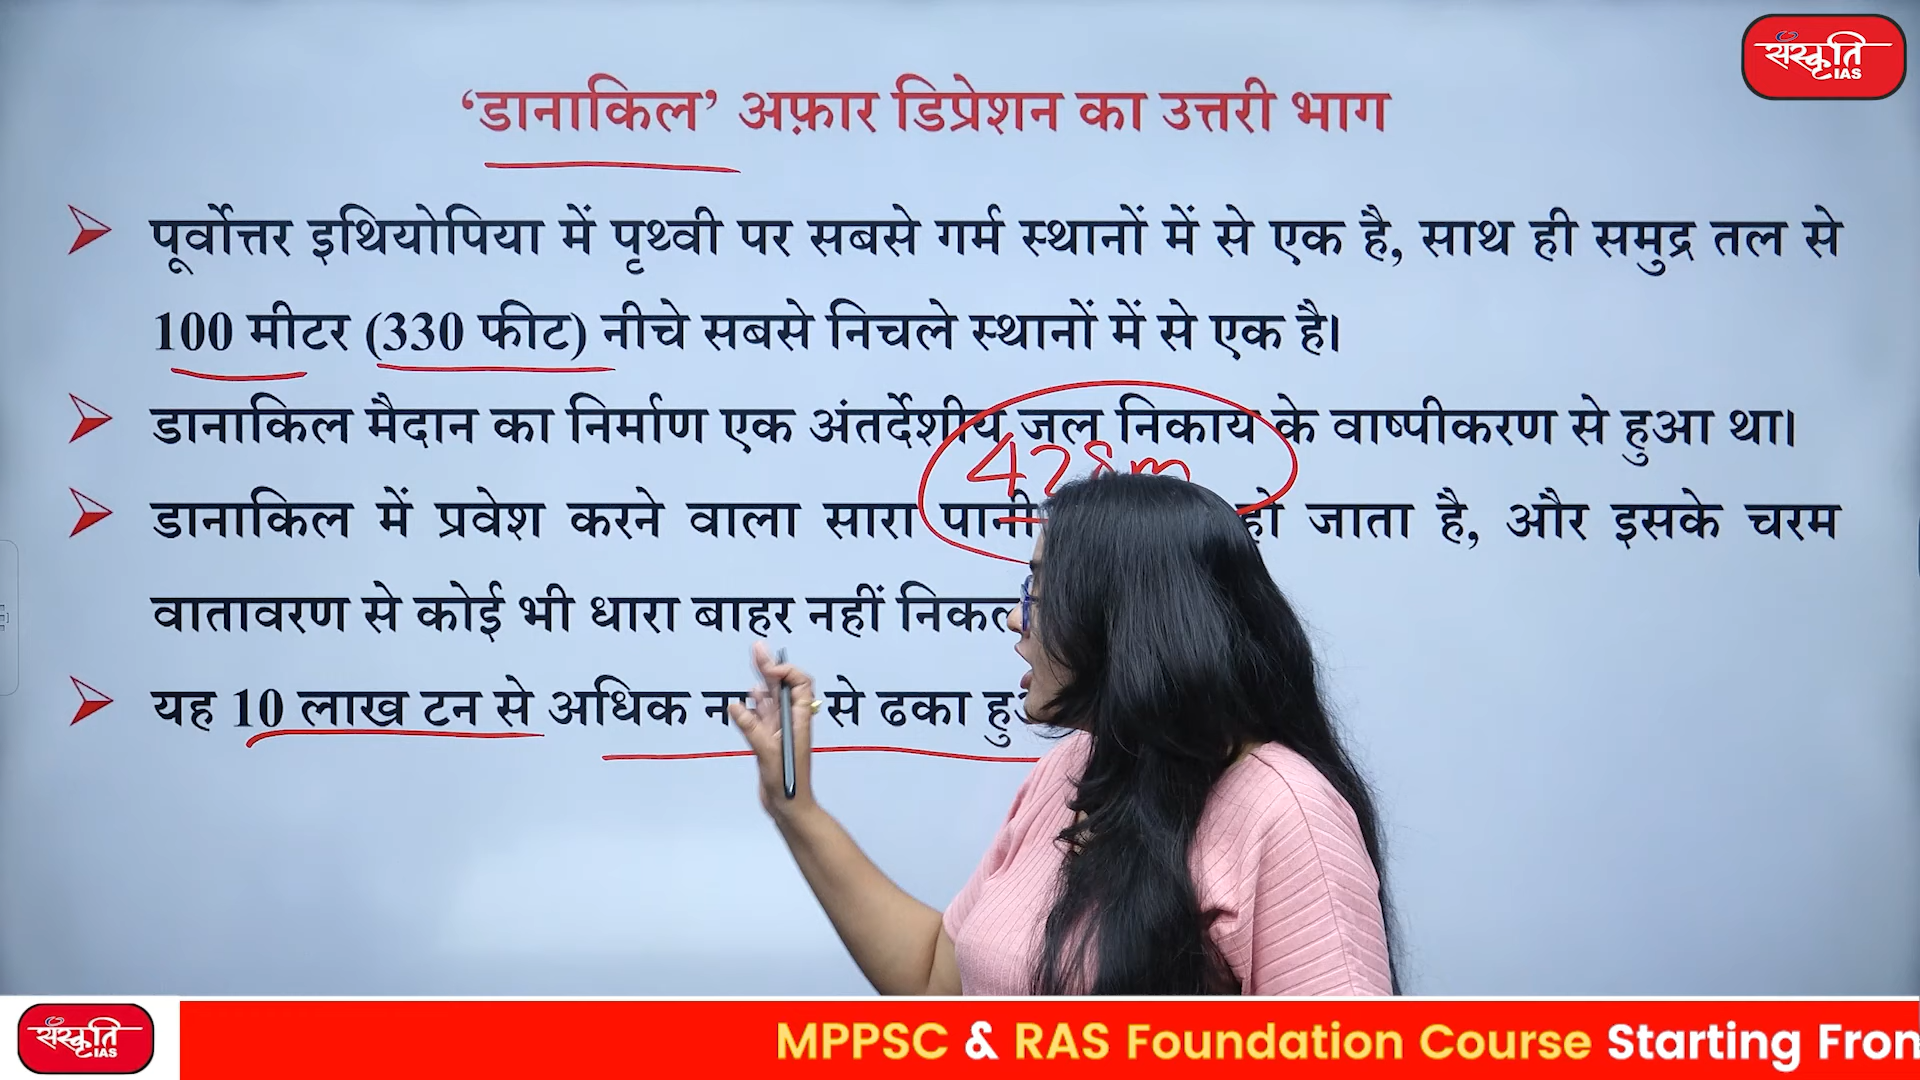 संस्कृति
IAS
‘डानाकिल’ अफ़ार डिप्रेशन का उत्तरी भाग
पूर्वोत्तर इथियोपिया में पृथ्वी पर सबसे गर्म स्थानों में से एक है, साथ ही समुद्र तल से
100 मीटर (330 फीट) नीचे सबसे निचले स्थानों में से एक है।
डानाकिल मैदान का निर्माण एक अंतर्देशीय जल निकाय के वाष्पीकरण से हुआ था।
42 m
डानाकिल में प्रवेश करने वाला सारा पानी हो जाता है, और इसके चरम
वातावरण से कोई भी धारा बाहर नहीं
यह 10 लाख टन से अधिक से ढका
संस्कृति
IAS
MPPSC & RAS Foundation Course Starting